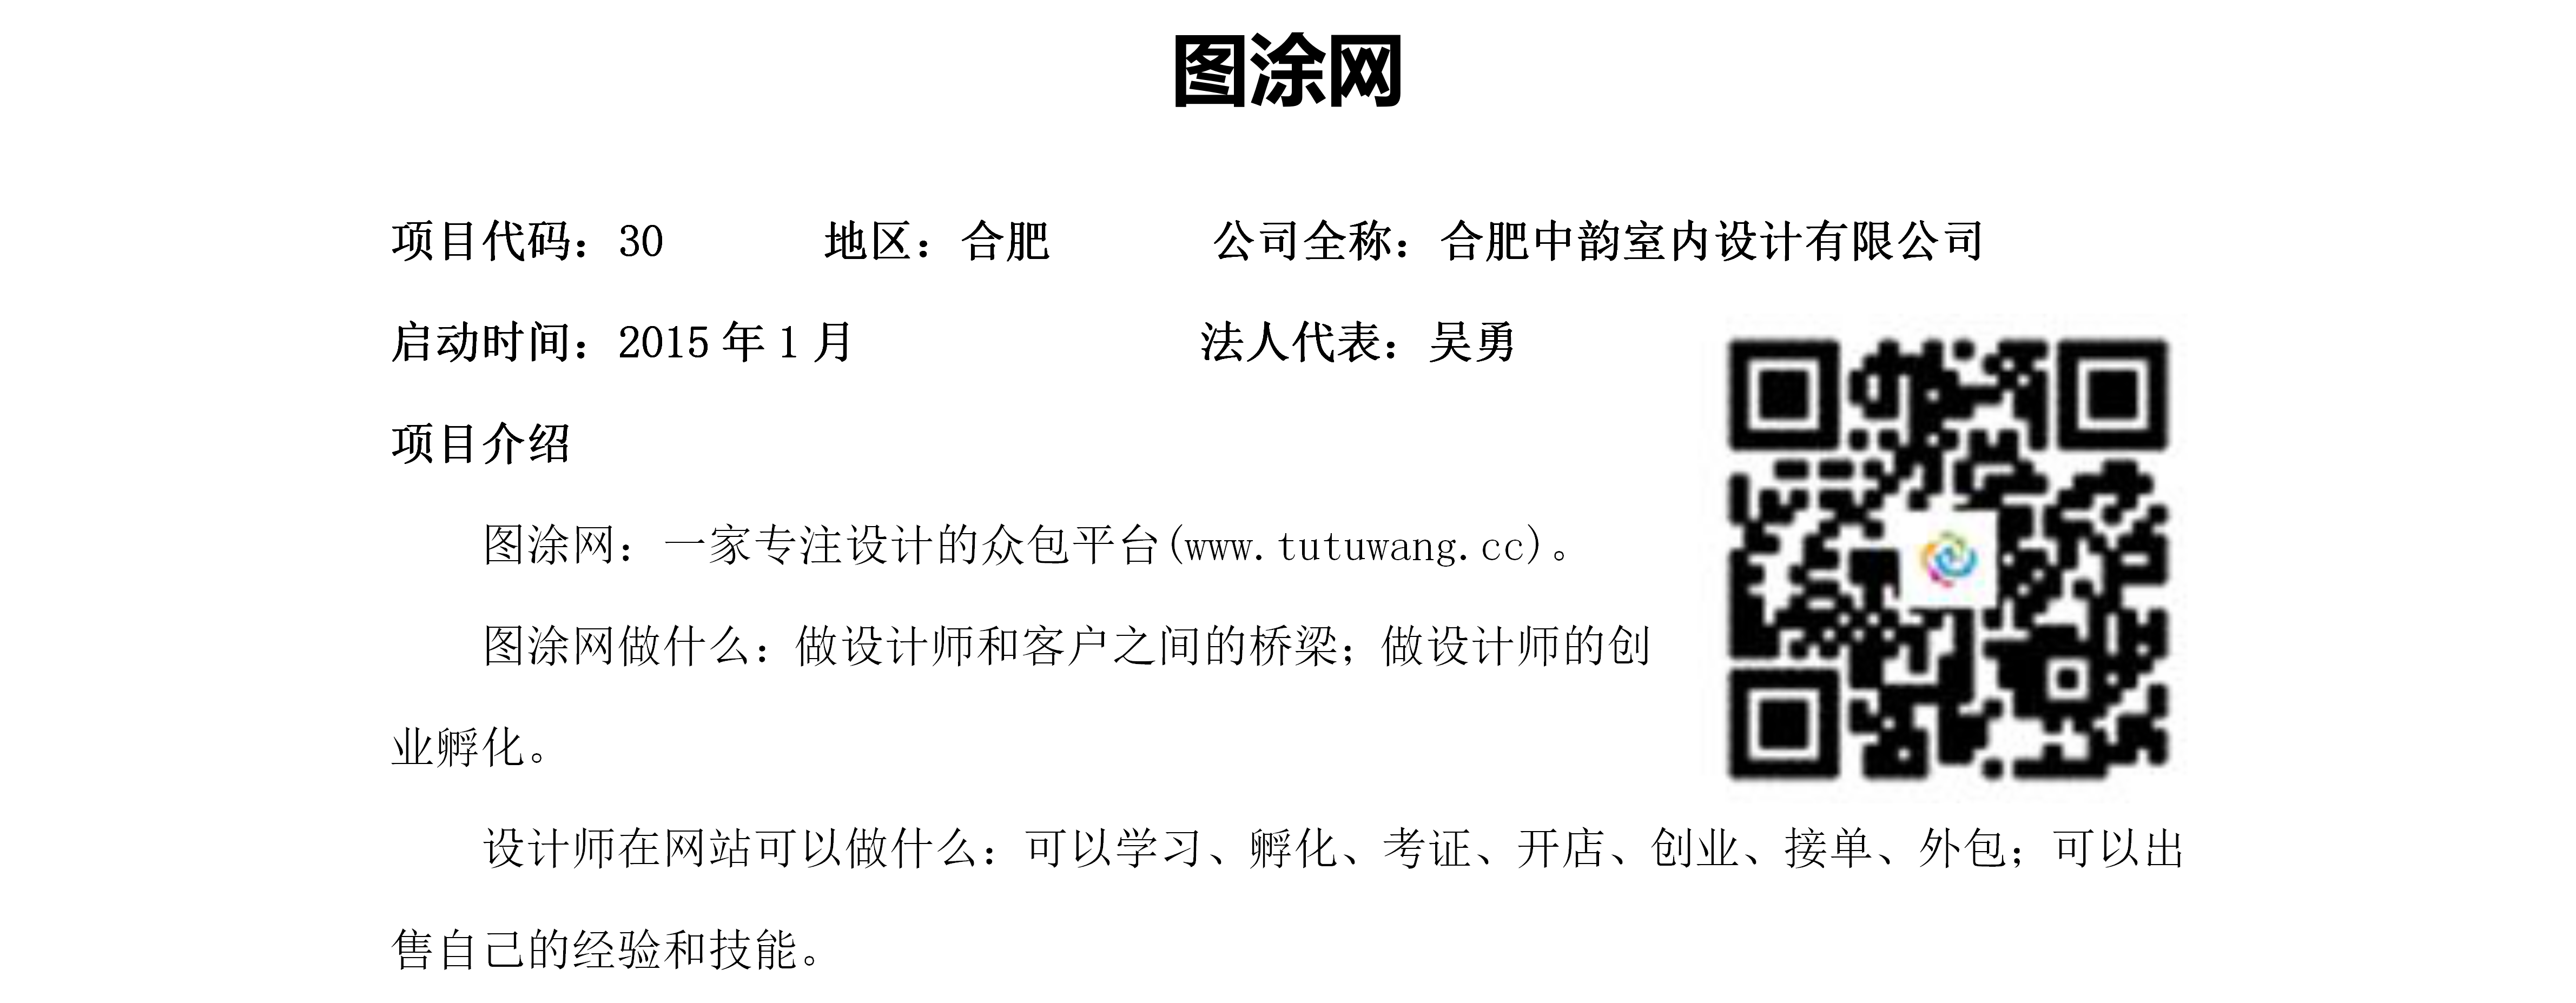 图涂网
项目代码：30 地区：合肥 公司全称：合肥中韵室内设计有限公司
启动时间：2015 年 1 月 法人代表：吴勇
项目介绍
图涂网：一家专注设计的众包平台(www.tutuwang.cc)。
图涂网做什么：做设计师和客户之间的桥梁；做设计师的创
业孵化。
设计师在网站可以做什么：可以学习、孵化、考证、开店、创业、接单、外包；可以出
售自己的经验和技能。